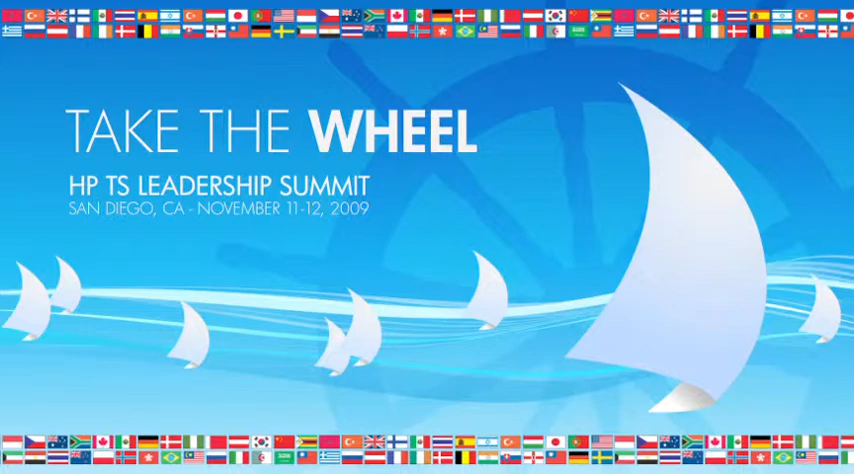 TAKE THE WHEEL
HP TS LEADERSHIP SUMMIT
SAN DIEGO, CA - NOVEMBER 11-12, 2009